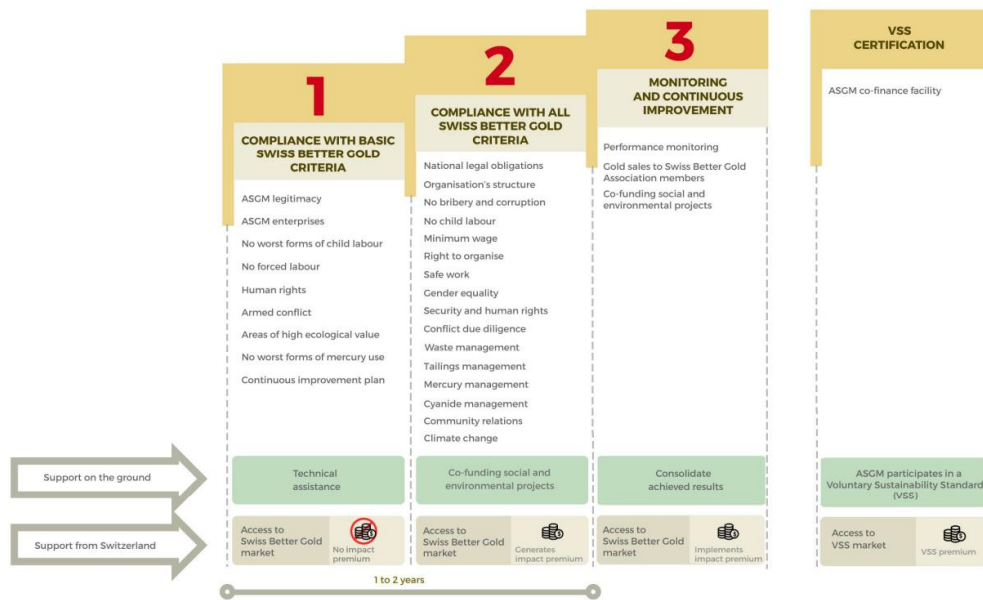 1
COMPLIANCE WITH BASIC
SWISS BETTER GOLD
CRITERIA
ASGM legitimacy
ASGM enterprises
No worst forms of child labour
No forced labour
Human rights
Armed conflict
Areas of high ecological value
No worst forms of mercury use
Continuous improvement plan
2
COMPLIANCE WITH ALL
SWISS BETTER GOLD
CRITERIA
National legal obligations
Organisation's structure
No bribery and corruption
No child labour
Minimum wage
Right to organise
Safe work
Gender equality
Security and human rights
Conflict due diligence
Waste management
Tailings management
Mercury management
Cyanide management
Community relations
Climate change
3
MONITORING
AND CONTINUOUS
IMPROVEMENT
Performance monitoring
Gold sales to Swiss Better Gold
Association members
Co-funding social and
environmental projects
VSS
CERTIFICATION
ASGM co-finance facility
Support on the ground
Technical
assistance
Co-funding social and
environmental projects
Consolidate
achieved results
ASGM participates in a
Voluntary Sustainability Standard
(VSS)
Support from Switzerland
Access to
Swiss Better Gold
market
No impact
premium
Access to
Swiss Better Gold
market
Generates
impact premium
Access to
Swiss Better Gold
market
Implements
impact premium
Access to
VSS market
VSS premium
1 to 2 years